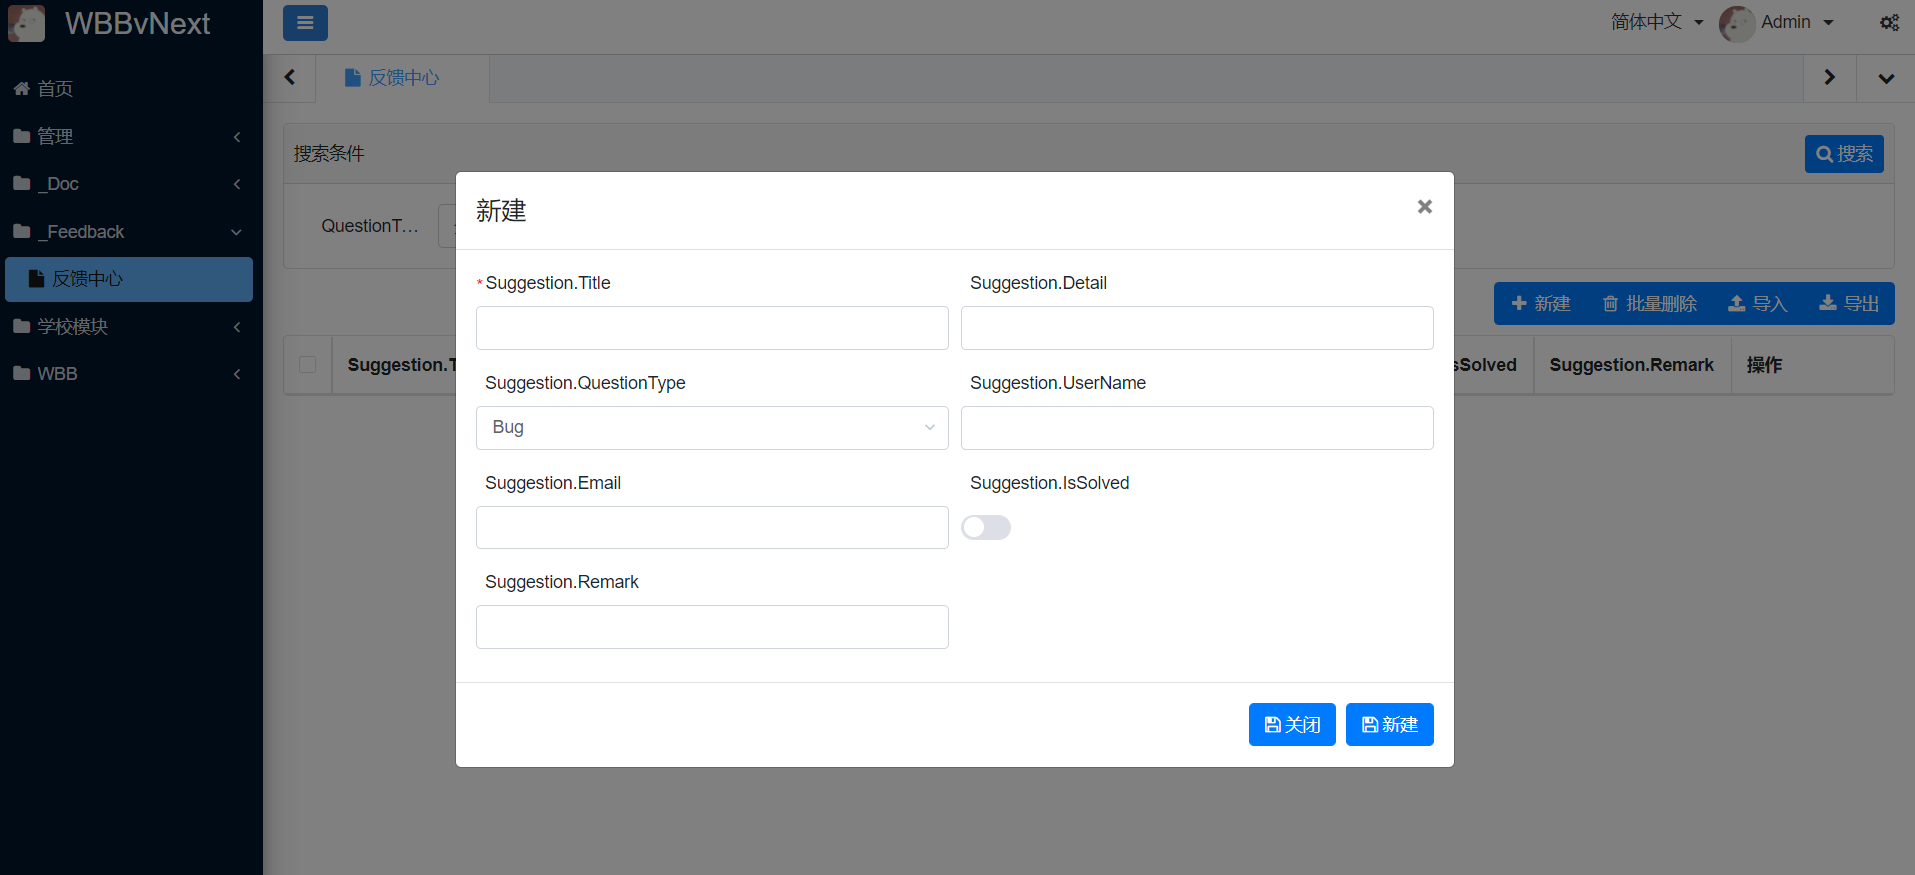 WBBvNext
简体中文
Admin
首页
管理
_Doc
_Feedback
反馈中心
学校模块
WBB
反馈中心
搜索条件
搜索
QuestionT...
新建
批量删除
导入
导出
Suggestion.T
sSolved
Suggestion.Remark
操作
新建
*Suggestion.Title
Suggestion.Detail
Suggestion.QuestionType
Suggestion.UserName
Bug
Suggestion.Email
Suggestion.IsSolved
Suggestion.Remark
关闭
新建